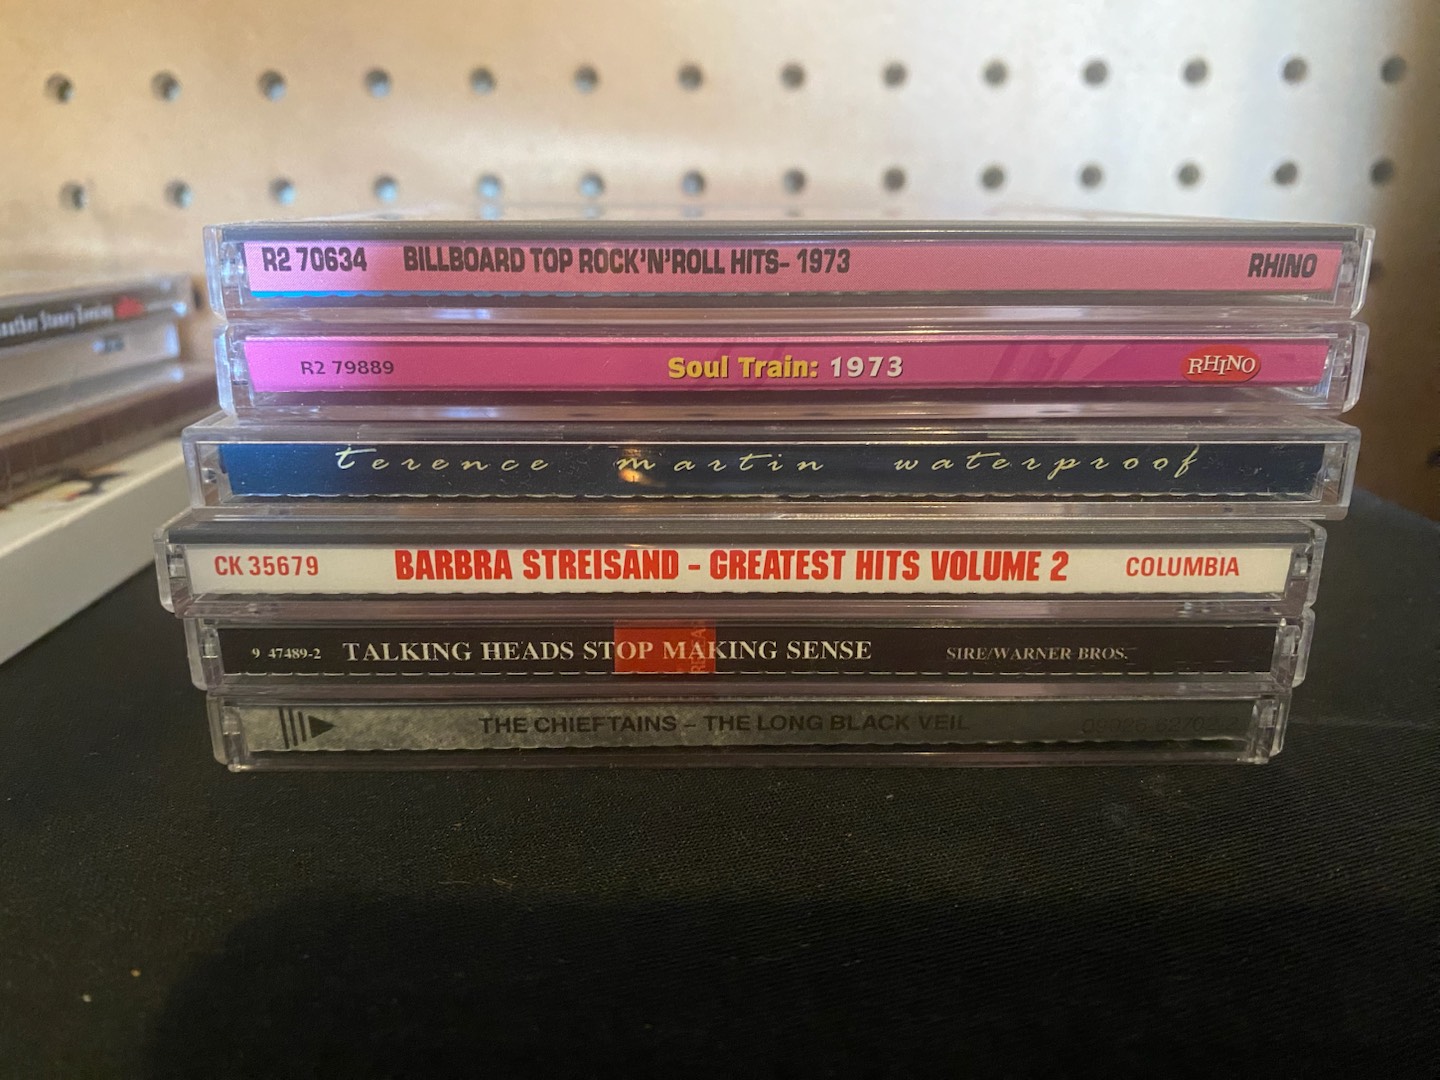 R2 70634 BILLBOARD TOP ROCK'N'ROLL HITS- 1973 RHINO
R2 79889 Soul Train: 1973 RHINO
terence martin waterproof
CK 35679 BARBRA STREISAND - GREATEST HITS VOLUME 2 COLUMBIA
9 47489-2 TALKING HEADS STOP MAKING SENSE SIRE/WARNER BROS.
THE CHIEFTAINS – THE LONG BLACK VEIL
Stoney Evening